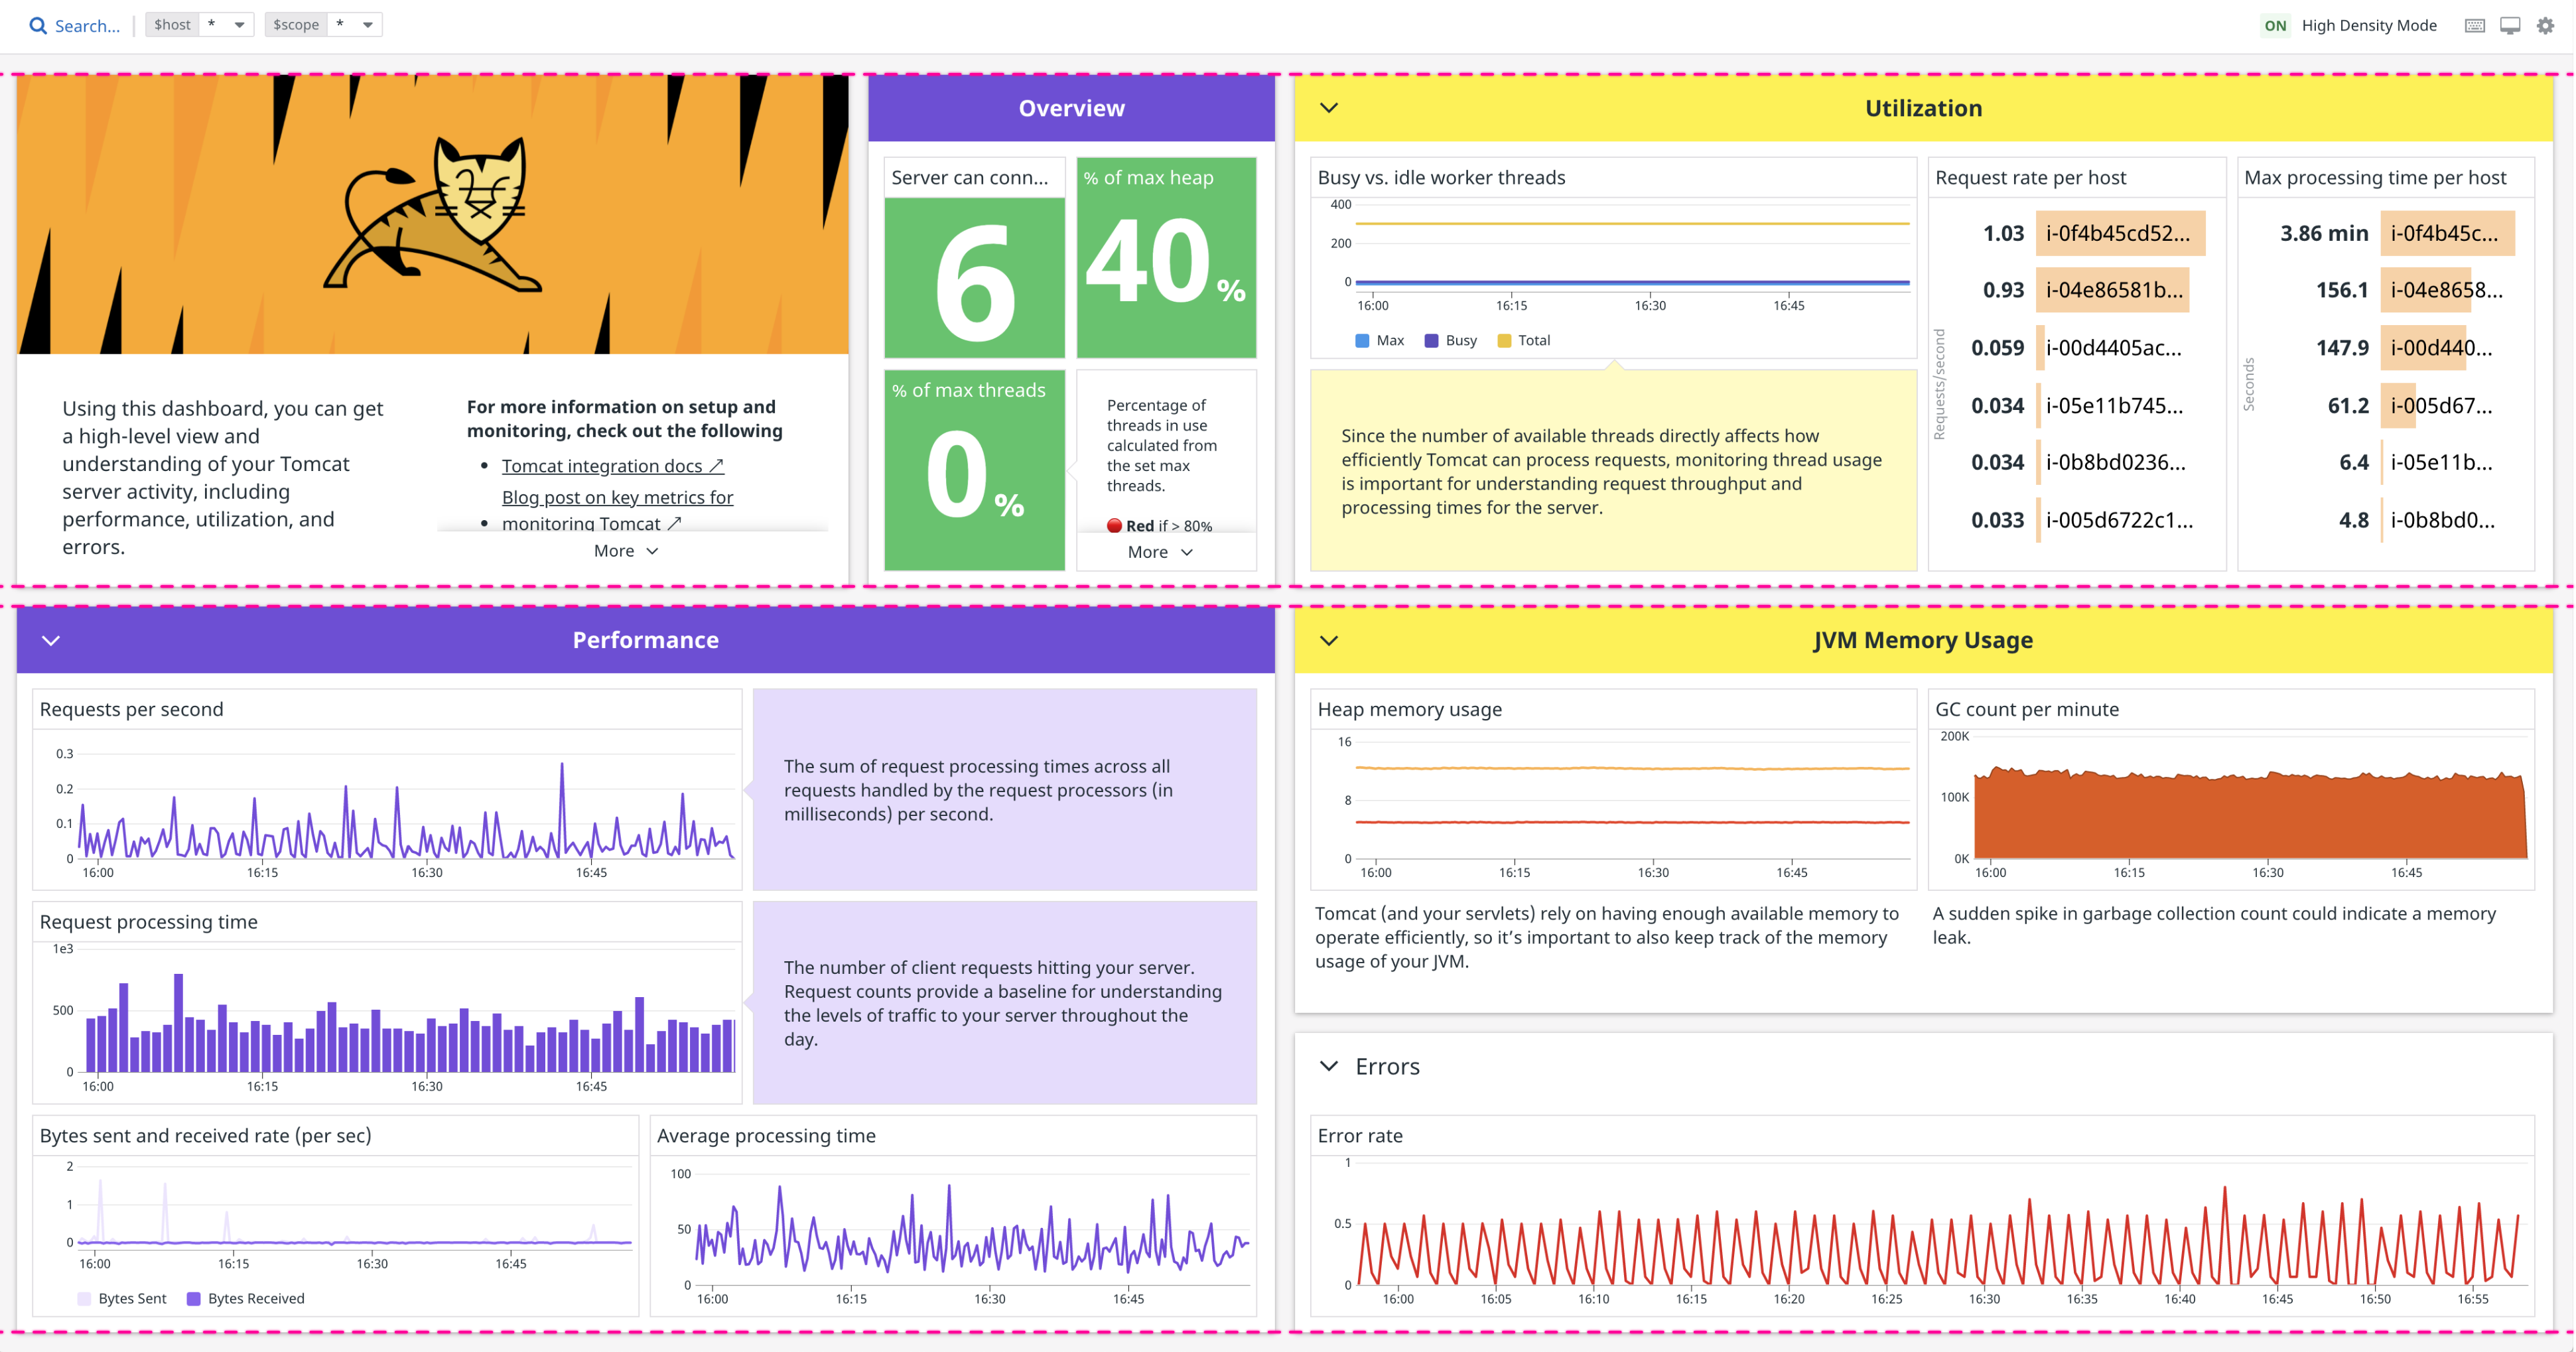 Search...
$host *
$scope *
ON High Density Mode
Using this dashboard, you can get
a high-level view and
understanding of your Tomcat
server activity, including
performance, utilization, and
errors.
For more information on setup and
monitoring, check out the following
• Tomcat integration docs ↗
• Blog post on key metrics for
monitoring Tomcat ↗
More
Overview
Server can conn...
6
% of max heap
40 %
% of max threads
0 %
Percentage of
threads in use
calculated from
the set max
threads.
Red if > 80%
More
Utilization
Busy vs. idle worker threads
400
200
0
16:00 16:15 16:30 16:45
Max Busy Total
Since the number of available threads directly affects how
efficiently Tomcat can process requests, monitoring thread usage
is important for understanding request throughput and
processing times for the server.
Request rate per host
Requests/second
1.03 i-0f4b45cd52...
0.93 i-04e86581b...
0.059 i-00d4405ac...
0.034 i-05e11b745...
0.034 i-0b8bd0236...
0.033 i-005d6722c1...
Max processing time per host
Seconds
3.86 min i-0f4b45c...
156.1 i-04e8658...
147.9 i-00d440...
61.2 i-005d67...
6.4 i-05e11b...
4.8 i-0b8bd0...
Performance
Requests per second
0.3
0.2
0.1
0
16:00 16:15 16:30 16:45
The sum of request processing times across all
requests handled by the request processors (in
milliseconds) per second.
Request processing time
1e3
500
0
16:00 16:15 16:30 16:45
The number of client requests hitting your server.
Request counts provide a baseline for understanding
the levels of traffic to your server throughout the
day.
Bytes sent and received rate (per sec)
2
1
0
16:00 16:15 16:30 16:45
Bytes Sent Bytes Received
Average processing time
100
50
0
16:00 16:15 16:30 16:45
JVM Memory Usage
Heap memory usage
16
8
0
16:00 16:15 16:30 16:45
Tomcat (and your servlets) rely on having enough available memory to
operate efficiently, so it’s important to also keep track of the memory
usage of your JVM.
GC count per minute
200K
100K
0K
16:00 16:15 16:30 16:45
A sudden spike in garbage collection count could indicate a memory
leak.
Errors
Error rate
1
0.5
0
16:00 16:05 16:10 16:15 16:20 16:25 16:30 16:35 16:40 16:45 16:50 16:55